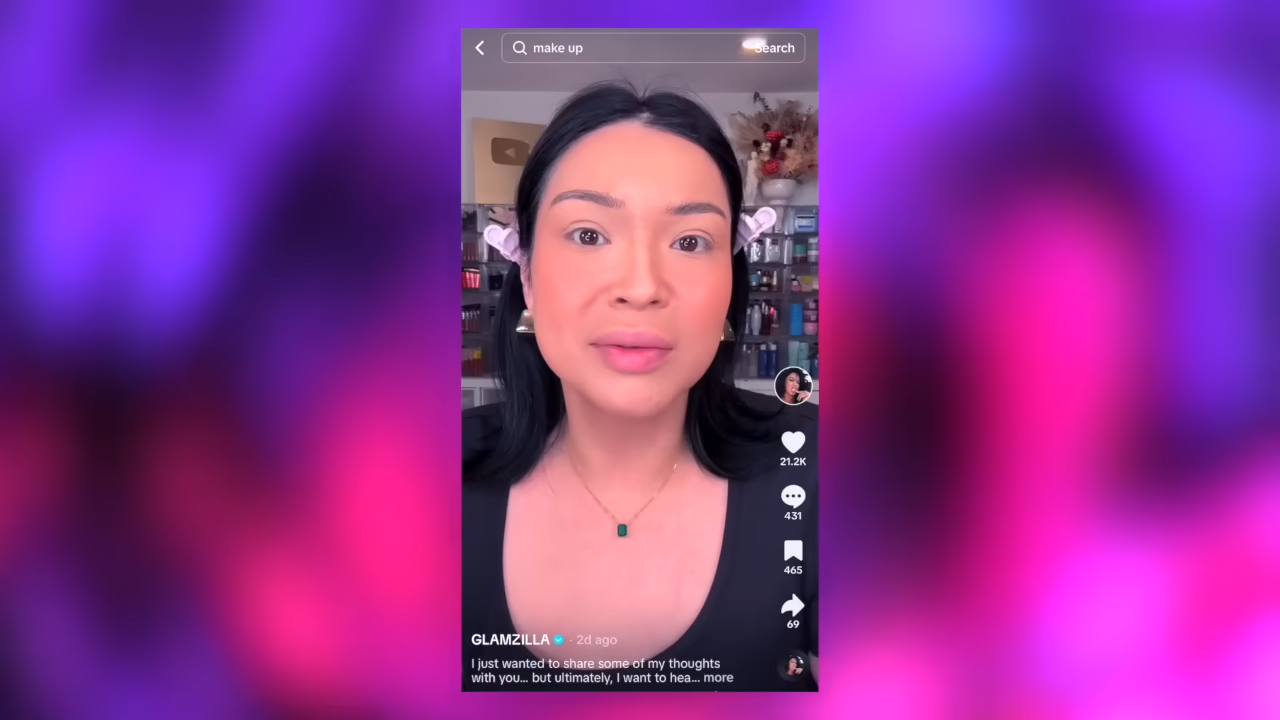 make up
Search
21.2K
431
465
69
GLAMZILLA · 2d ago
I just wanted to share some of my thoughts
with you... but ultimately, I want to hea... more